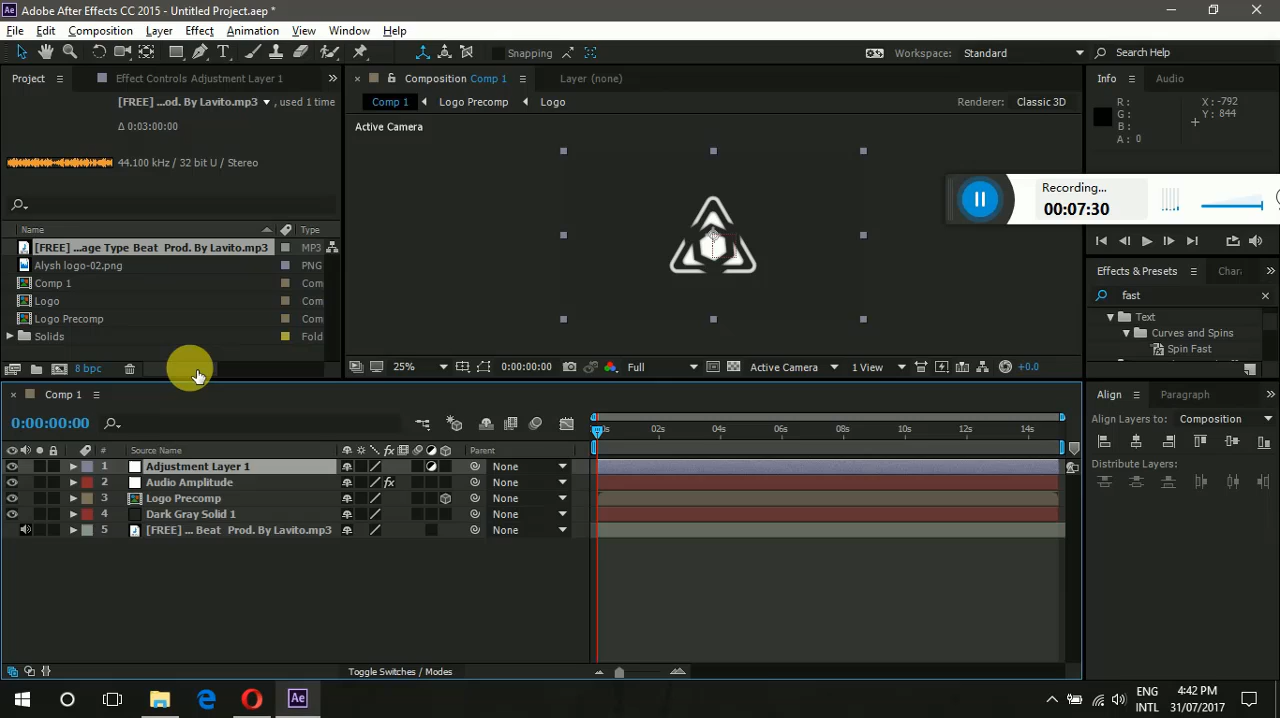 Ae Adobe After Effects CC 2015 - Untitled Project.aep *
File Edit Composition Layer Effect Animation View Window Help
Snapping Workspace: Standard Search Help
Project Effect Controls Adjustment Layer 1 Composition Comp 1 Layer (none) Info Audio
[FREE] ...od. By Lavito.mp3 , used 1 time
Comp 1 Logo Precomp Logo Renderer: Classic 3D
R: X: -792
G: Y: 844
B:
A: 0
Δ 0:03:00:00
Active Camera
44.100 kHz / 32 bit U / Stereo
Recording...
00:07:30
Name Type
[FREE] ...age Type Beat Prod. By Lavito.mp3 MP3
Alysh logo-02.png PNG
Comp 1 Com
Logo Com
Logo Precomp Com
Solids Fold
Effects & Presets Chara
fast
Text
Curves and Spins
Spin Fast
8 bpc
25% 0:00:00:00 Full Active Camera 1 View +0.0
Comp 1
0:00:00:00
Align Paragraph
Align Layers to: Composition
Distribute Layers:
0s 02s 04s 06s 08s 10s 12s 14s
# Source Name Parent
1 Adjustment Layer 1 None
2 Audio Amplitude fx None
3 Logo Precomp None
4 Dark Gray Solid 1 None
5 [FREE] ... Beat Prod. By Lavito.mp3 None
Toggle Switches / Modes
Ae
ENG
INTL
4:42 PM
31/07/2017